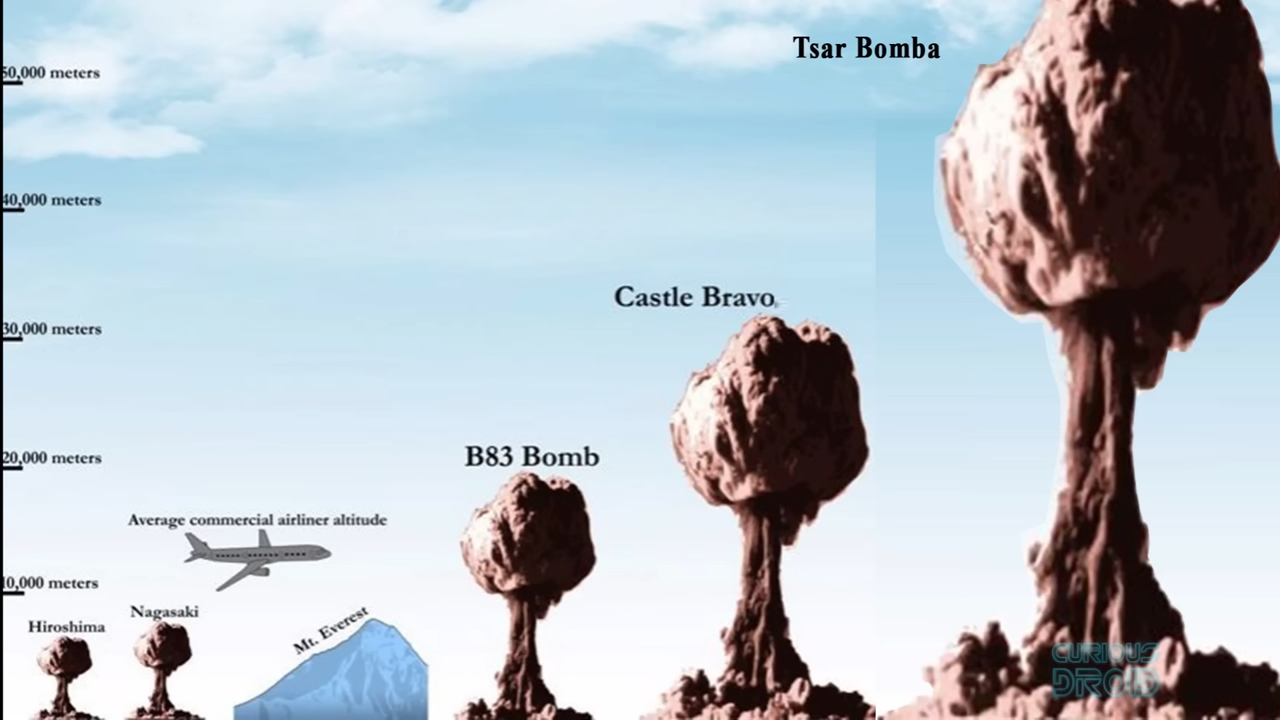 Tsar Bomba
50,000 meters
40,000 meters
Castle Bravo
30,000 meters
B83 Bomb
20,000 meters
Average commercial airliner altitude
10,000 meters
Nagasaki
Hiroshima
Mt. Everest
CURIOUS
DROID